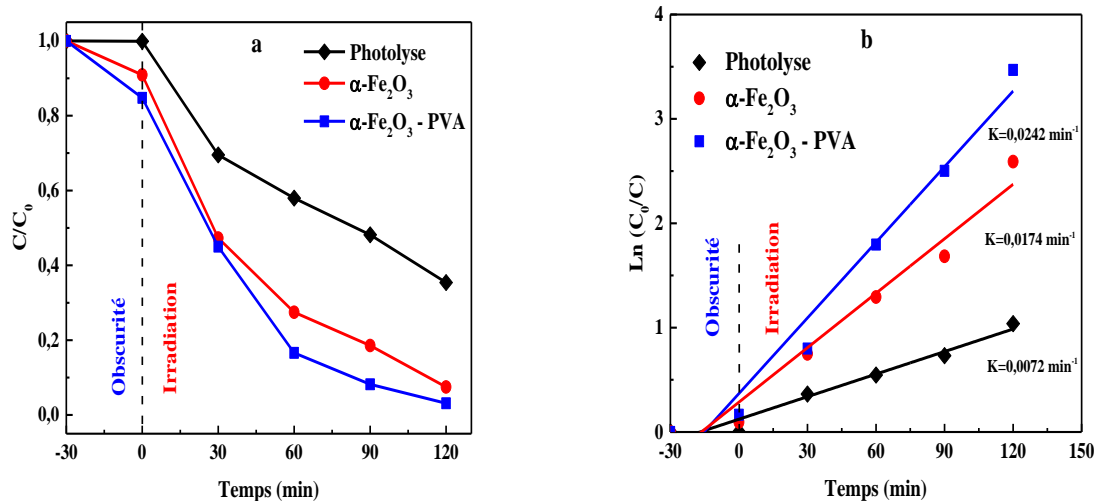 a
Photolyse
α-Fe₂O₃
α-Fe₂O₃ - PVA
C/C₀
1,0
0,8
0,6
0,4
0,2
0,0
Obscurité
Irradiation
-30 0 30 60 90 120
Temps (min)
b
Photolyse
α-Fe₂O₃
α-Fe₂O₃ - PVA
Ln (C₀/C)
4
3
2
1
0
K=0,0242 min⁻¹
K=0,0174 min⁻¹
K=0,0072 min⁻¹
Obscurité
Irradiation
-30 0 30 60 90 120 150
Temps (min)